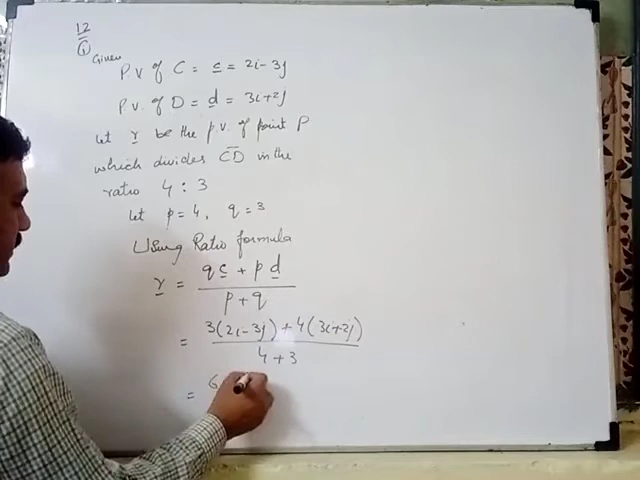 12
(i)
Given
P.V of C = c = 2i - 3j
P.V. of D = d = 3i + 2j
Let r be the p.v. of point P
which divides CD in the
ratio 4 : 3
Let p = 4, q = 3
Using Ratio formula
r = qc + pd
p + q
= 3(2i - 3j) + 4(3i + 2j)
4 + 3
= 6